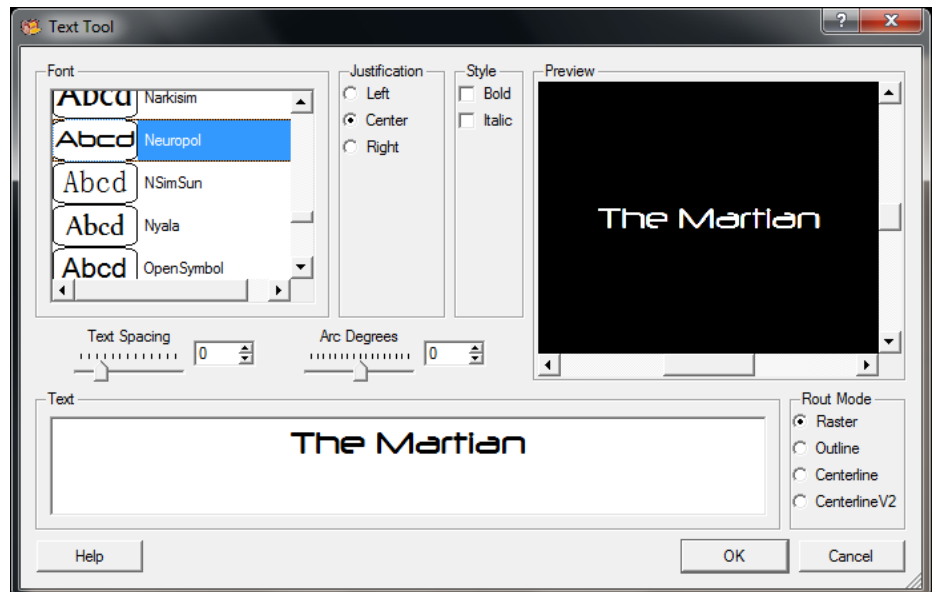 Text Tool
?
X
Font
Abcd Narkisim
Abcd Neuropol
Abcd NSimSun
Abcd Nyala
Abcd OpenSymbol
Justification
Left
Center
Right
Style
Bold
Italic
Preview
The Martian
Text Spacing
0
Arc Degrees
0
Text
The Martian
Rout Mode
Raster
Outline
Centerline
CenterlineV2
Help
OK
Cancel